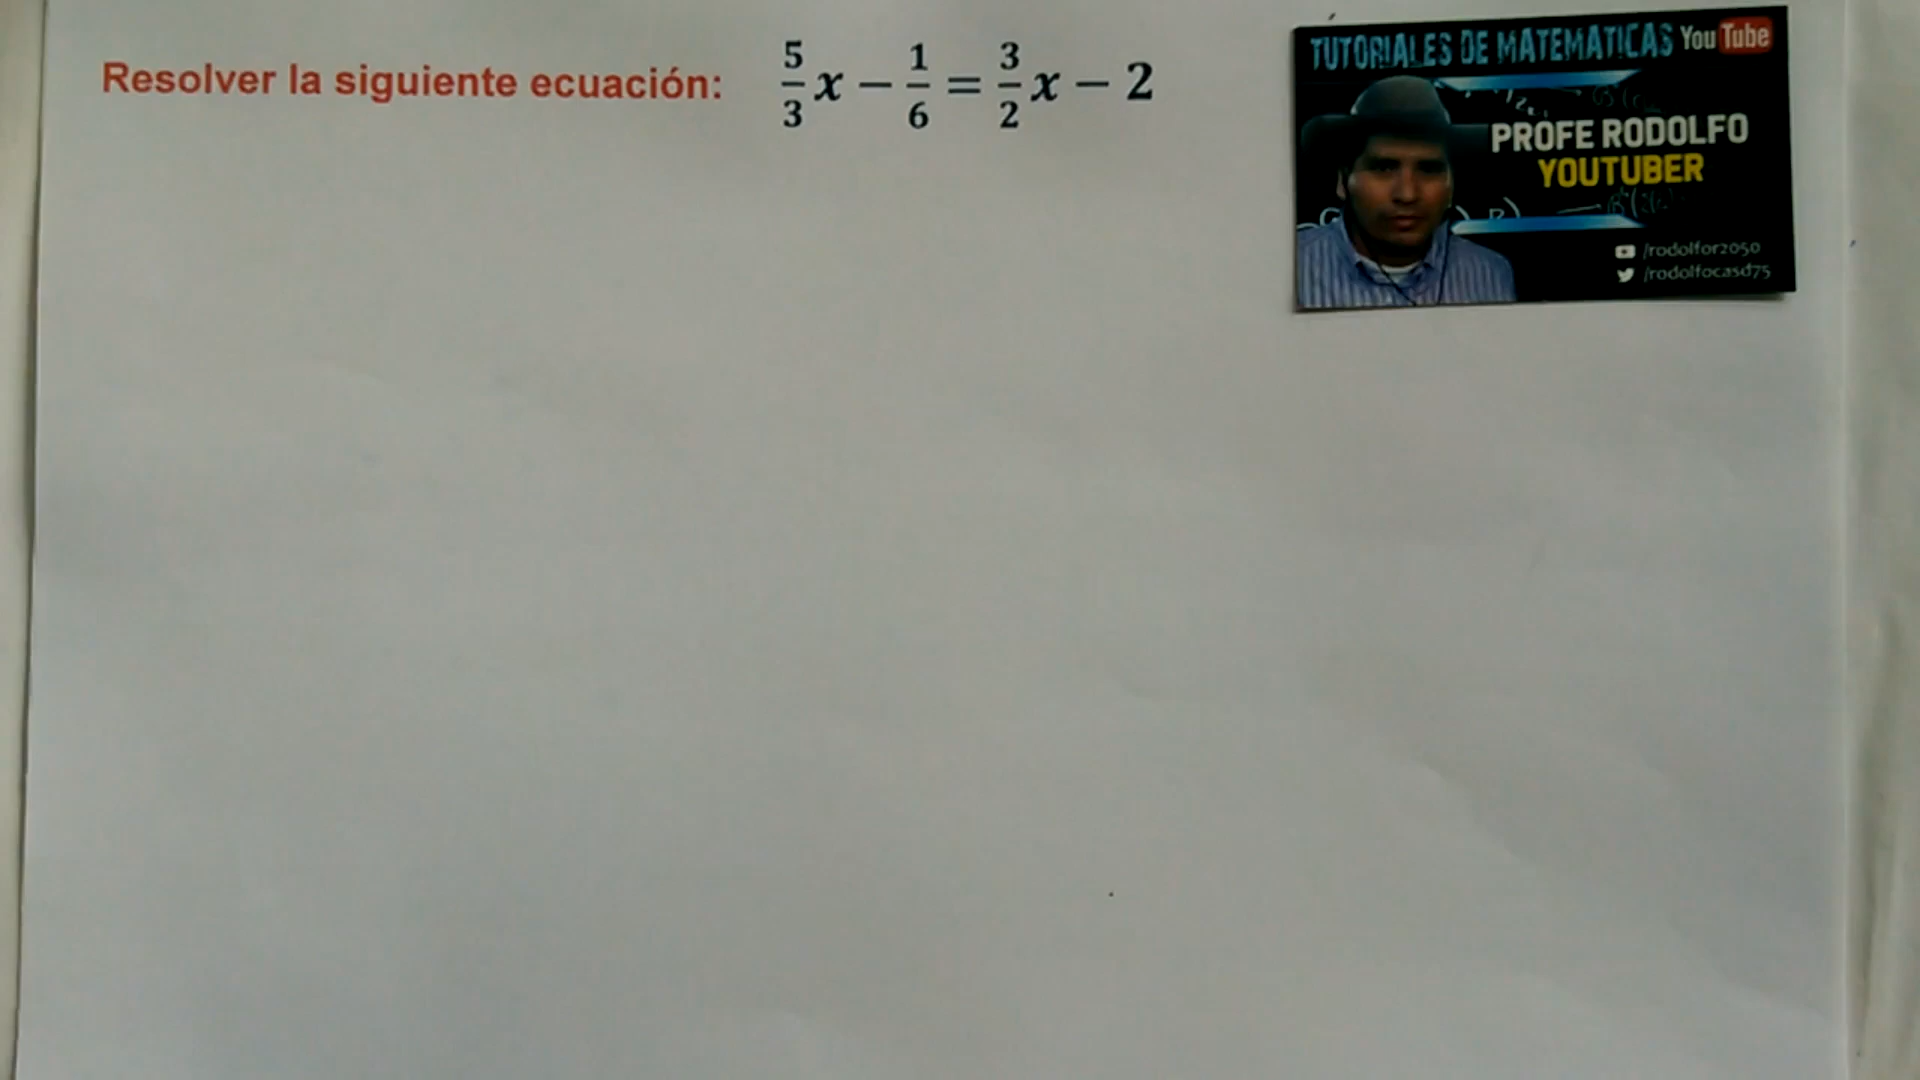 Resolver la siguiente ecuación: 5/3 x − 1/6 = 3/2 x − 2
TUTORIALES DE MATEMATICAS YouTube
PROFE RODOLFO
YOUTUBER
/rodolfor2050
/rodolfocasd75